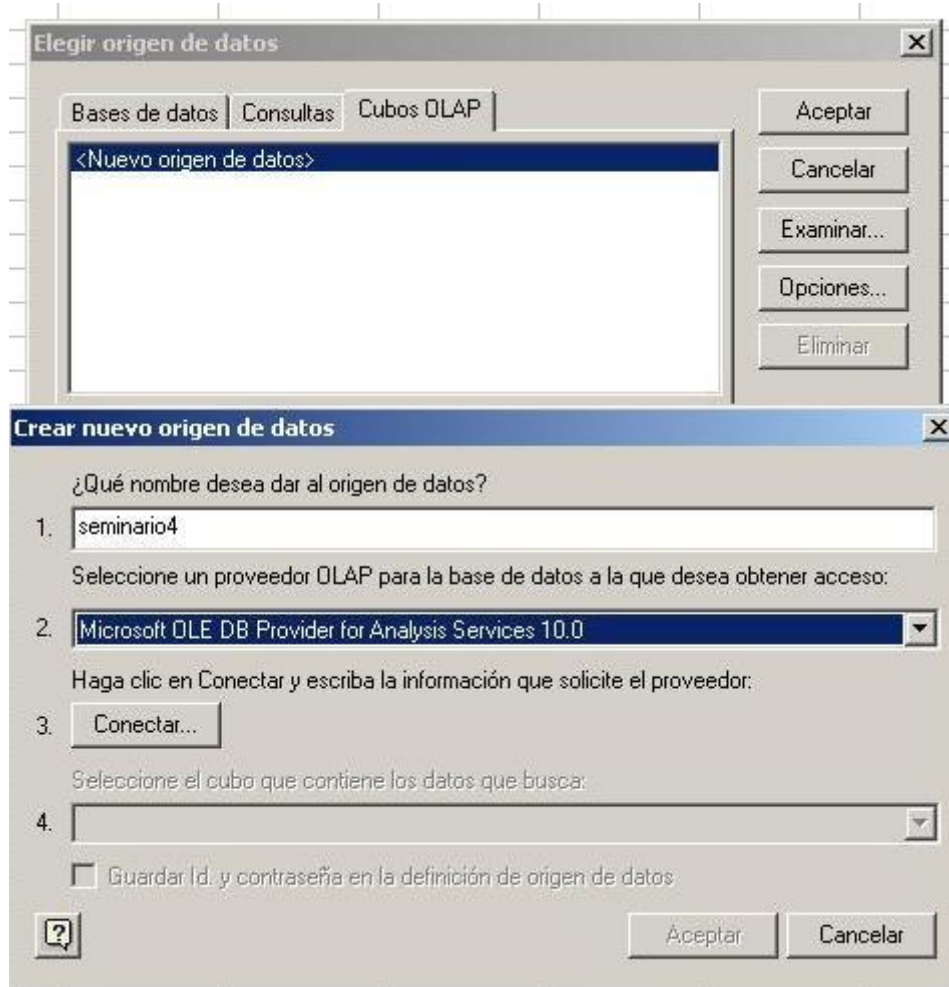 Elegir origen de datos
Bases de datos
Consultas
Cubos OLAP
<Nuevo origen de datos>
Aceptar
Cancelar
Examinar...
Opciones...
Eliminar
Crear nuevo origen de datos
¿Qué nombre desea dar al origen de datos?
1. seminario4
Seleccione un proveedor OLAP para la base de datos a la que desea obtener acceso:
2. Microsoft OLE DB Provider for Analysis Services 10.0
Haga clic en Conectar y escriba la información que solicite el proveedor:
3. Conectar...
Seleccione el cubo que contiene los datos que busca:
4.
Guardar Id. y contraseña en la definición de origen de datos
?
Aceptar
Cancelar